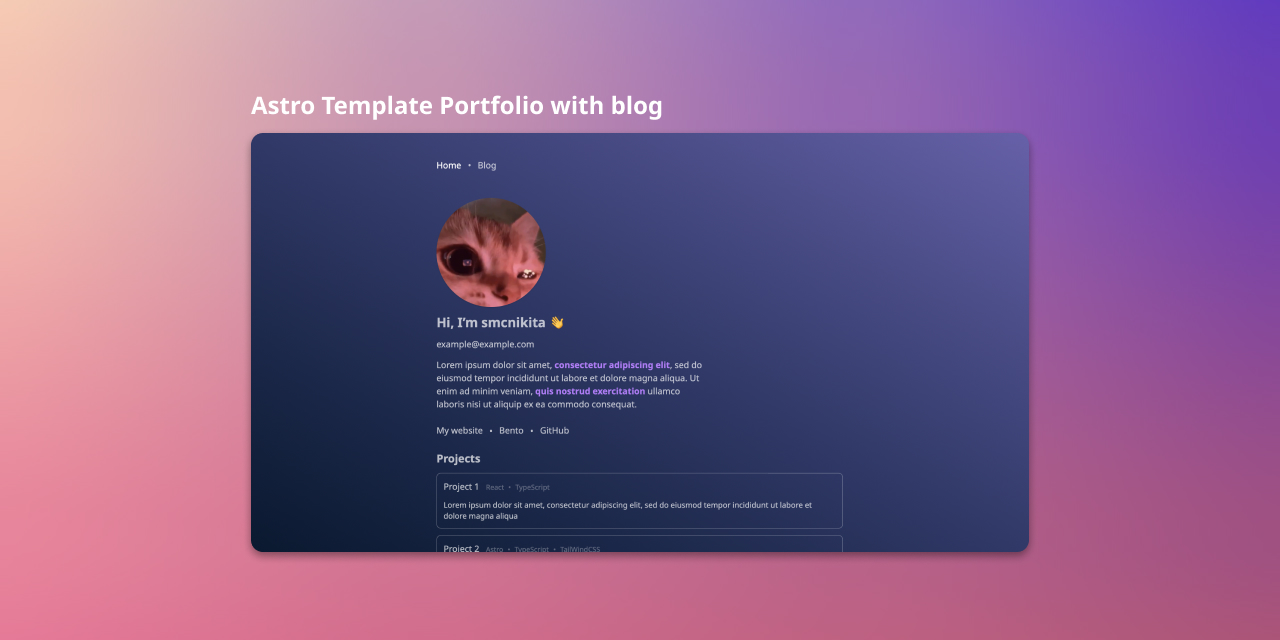 Astro Template Portfolio with blog
Home • Blog
Hi, I’m smcnikita 👋
example@example.com
Lorem ipsum dolor sit amet, consectetur adipiscing elit, sed do
eiusmod tempor incididunt ut labore et dolore magna aliqua. Ut
enim ad minim veniam, quis nostrud exercitation ullamco
laboris nisi ut aliquip ex ea commodo consequat.
My website • Bento • GitHub
Projects
Project 1 React • TypeScript
Lorem ipsum dolor sit amet, consectetur adipiscing elit, sed do eiusmod tempor incididunt ut labore et
dolore magna aliqua
Project 2 Astro • TypeScript • TailWindCSS